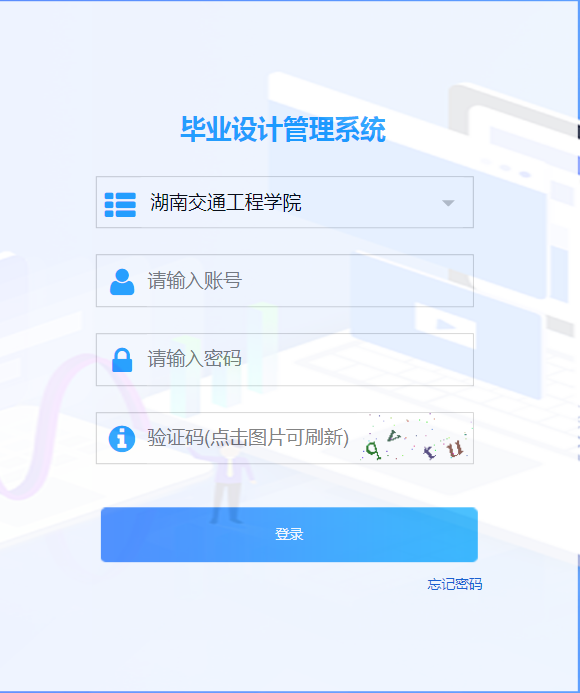 毕业设计管理系统
湖南交通工程学院
请输入账号
请输入密码
验证码(点击图片可刷新)
登录
忘记密码